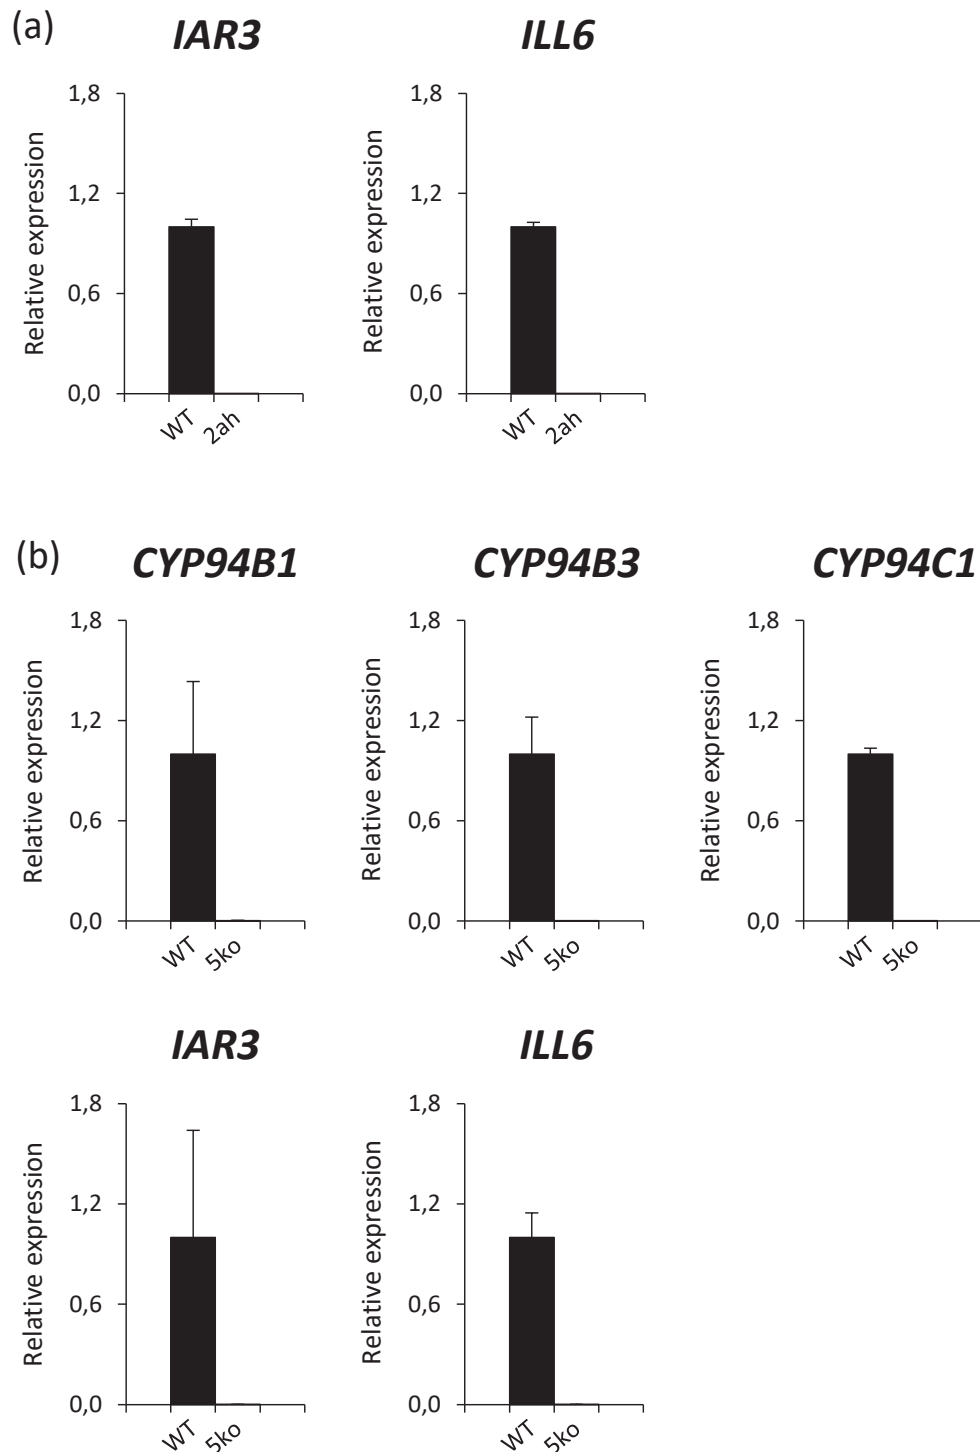 (a)
IAR3
ILL6
Relative expression
1,8
1,2
0,6
0,0
WT
2ah
Relative expression
1,8
1,2
0,6
0,0
WT
2ah
(b)
CYP94B1
CYP94B3
CYP94C1
Relative expression
1,8
1,2
0,6
0,0
WT
5ko
Relative expression
1,8
1,2
0,6
0,0
WT
5ko
Relative expression
1,8
1,2
0,6
0,0
WT
5ko
IAR3
ILL6
Relative expression
1,8
1,2
0,6
0,0
WT
5ko
Relative expression
1,8
1,2
0,6
0,0
WT
5ko